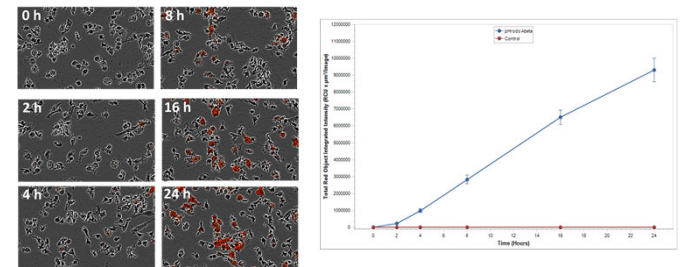 0 h
8 h
2 h
16 h
4 h
24 h
pHrodo Abeta
Control
Total Red Object Integrated Intensity (RCU x µm²/Image)
12000000
11000000
10000000
9000000
8000000
7000000
6000000
5000000
4000000
3000000
2000000
1000000
0
0 2 4 6 8 10 12 14 16 18 20 22 24
Time (Hours)